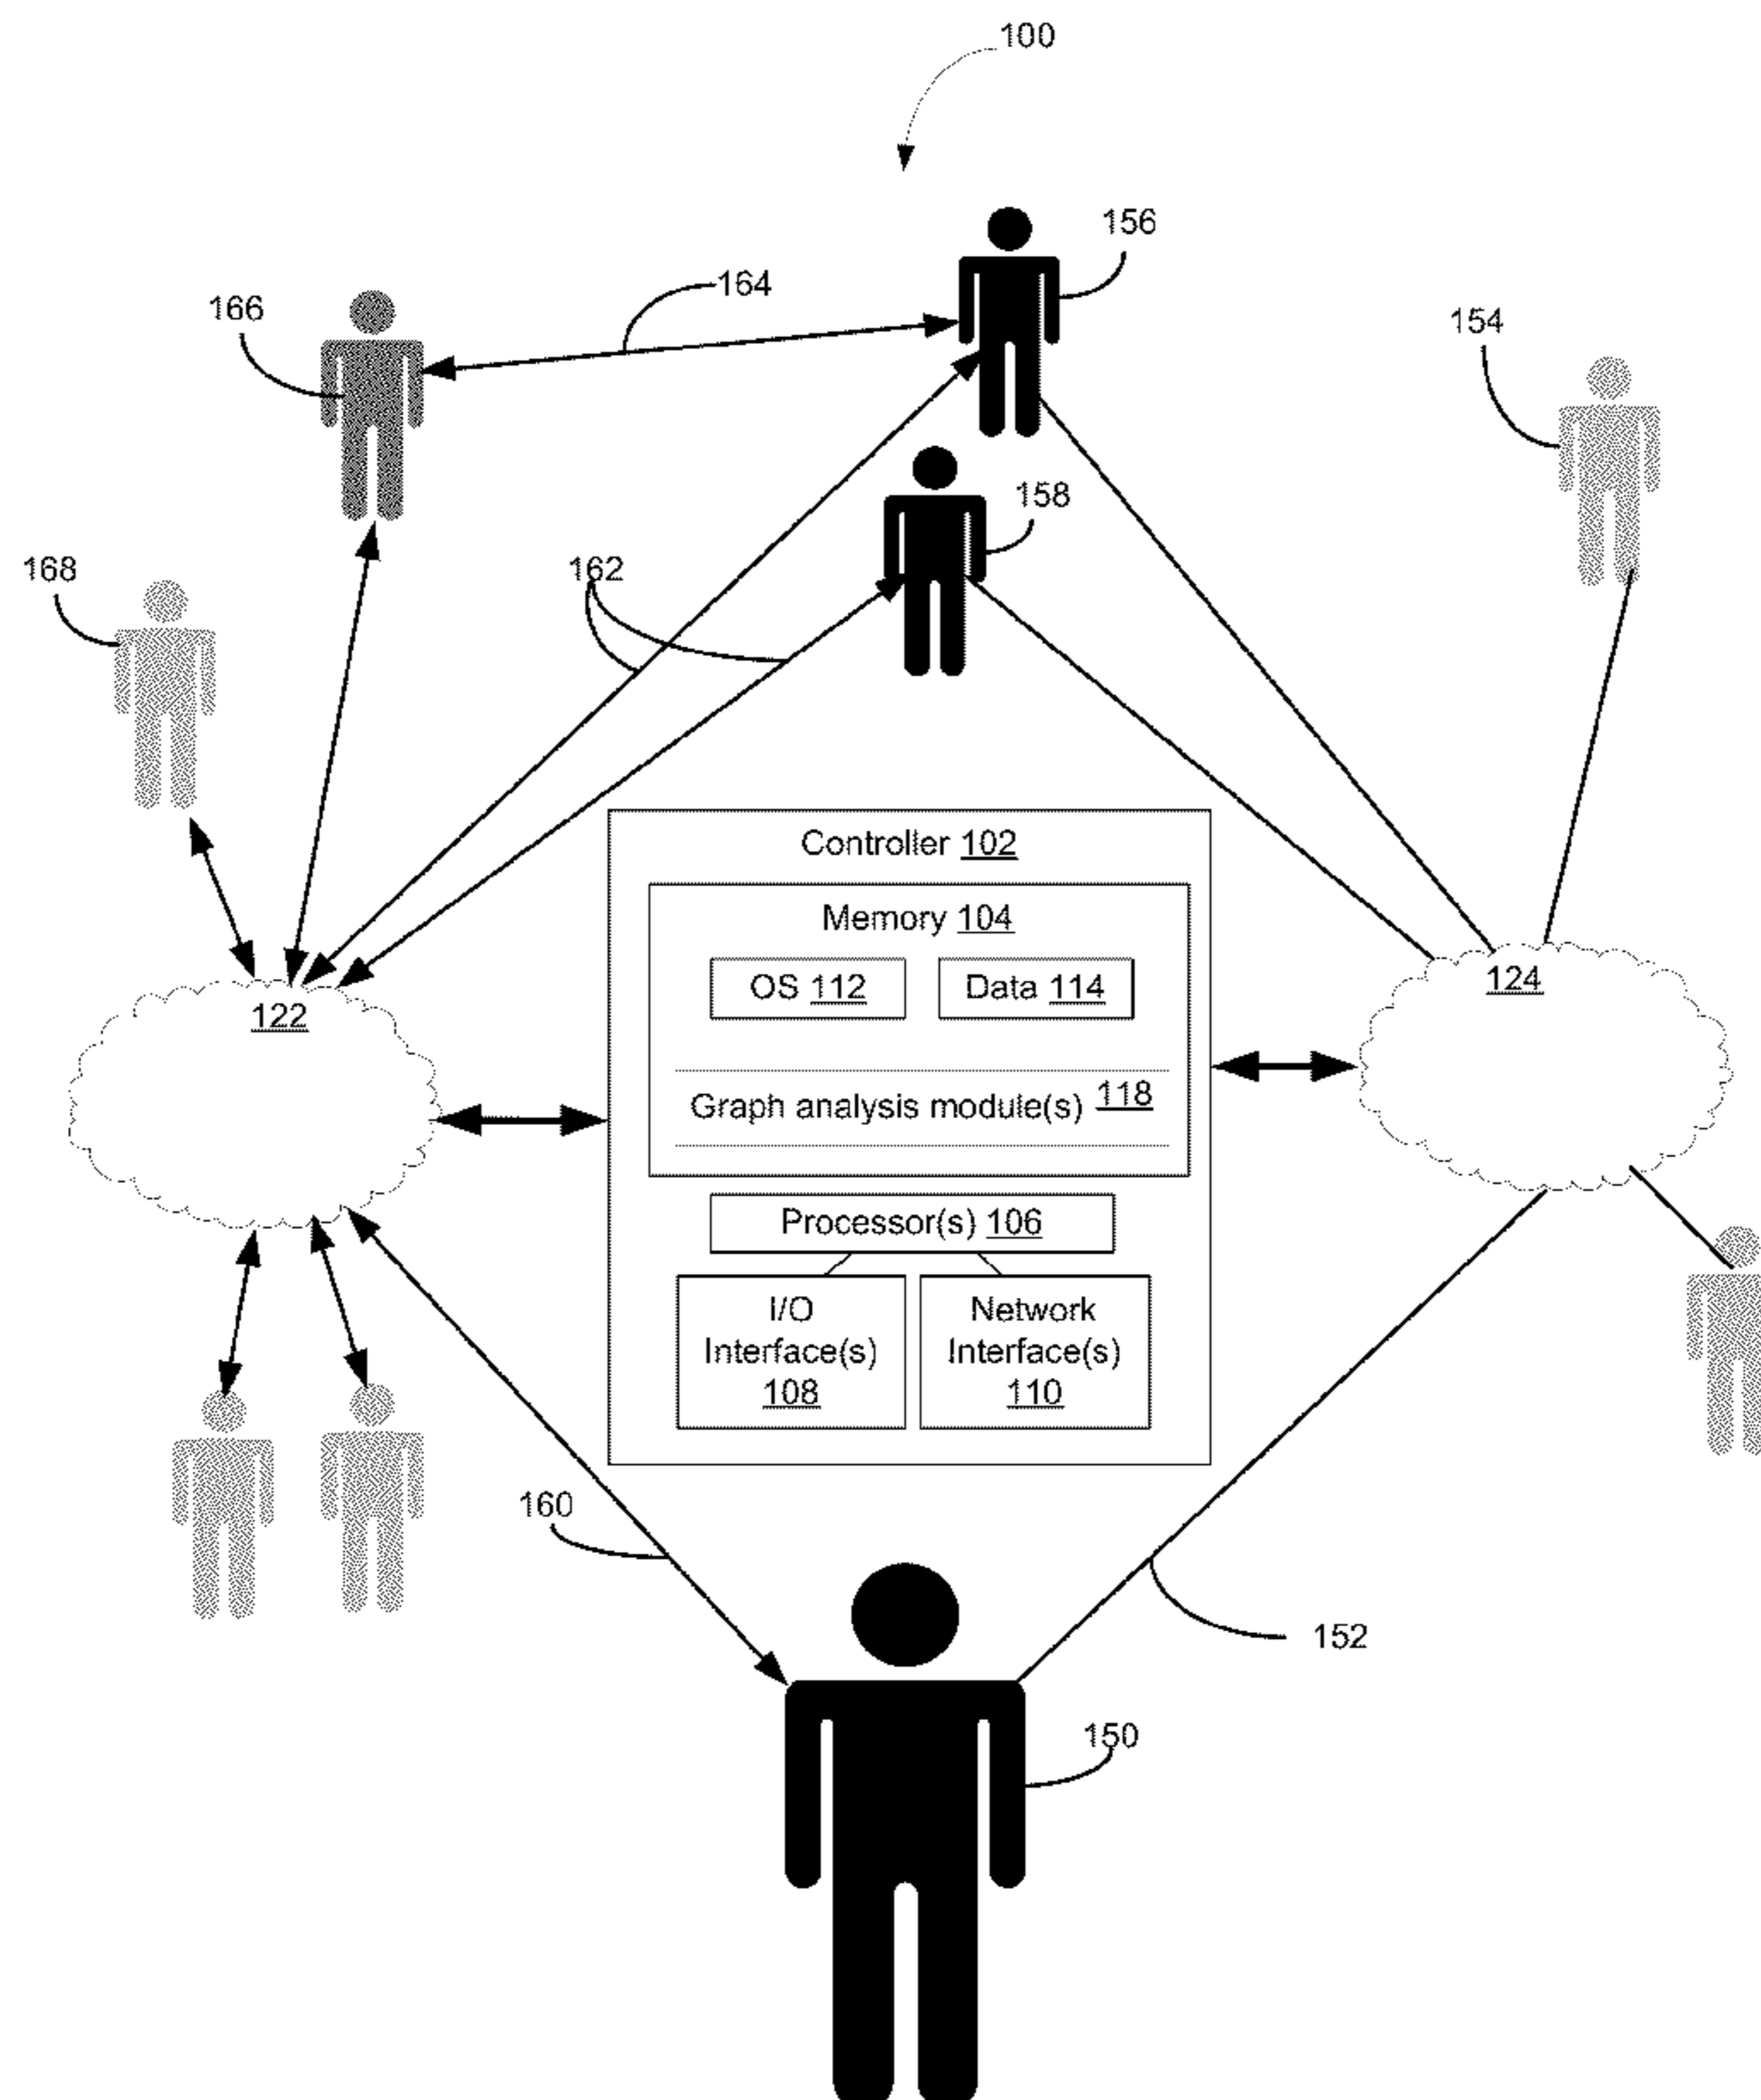 100
156
164
166
154
158
168
162
Controller 102
Memory 104
OS 112
Data 114
124
122
Graph analysis module(s) 118
Processor(s) 106
I/O
Interface(s)
108
Network
Interface(s)
110
160
152
150